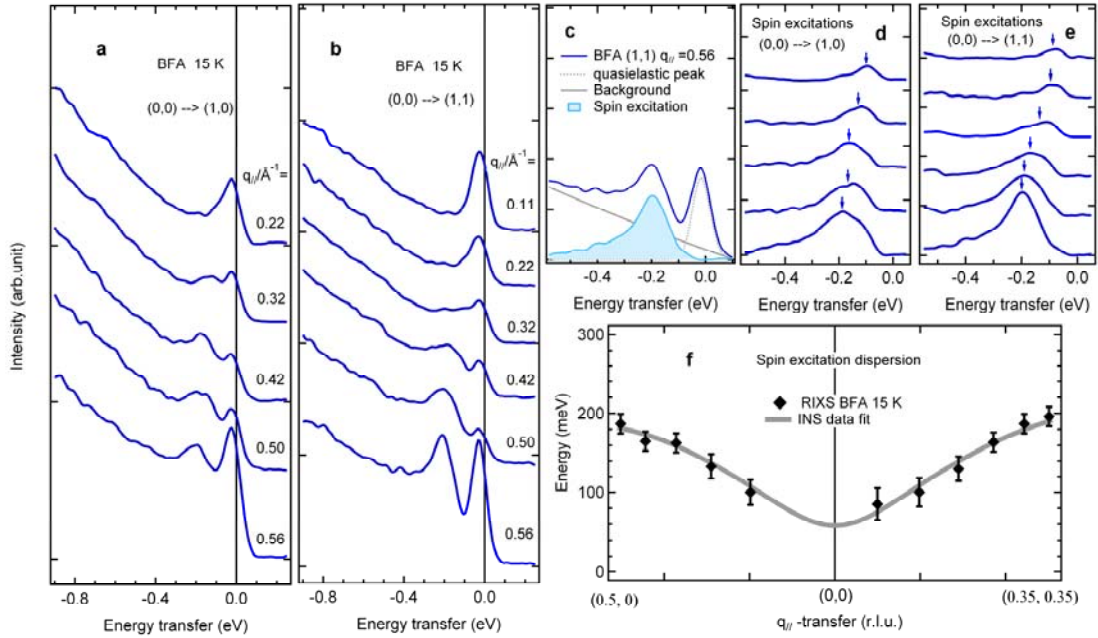 a
BFA 15 K
(0,0) --> (1,0)
q///Å-1=
0.22
0.32
0.42
0.50
0.56
Intensity (arb.unit)
-0.8 -0.4 0.0
Energy transfer (eV)
b
BFA 15 K
(0,0) --> (1,1)
0.11
0.22
0.32
0.42
0.50
0.56
-0.8 -0.4 0.0
Energy transfer (eV)
c
BFA (1,1) q// =0.56
quasielastic peak
Background
Spin excitation
-0.4 -0.2 0.0
Energy transfer (eV)
Spin excitations
(0,0) --> (1,0)
d
-0.4 -0.2 0.0
Energy transfer (eV)
Spin excitations
(0,0) --> (1,1)
e
-0.4 -0.2 0.0
Energy transfer (eV)
f
Spin excitation dispersion
RIXS BFA 15 K
INS data fit
Energy (meV)
300
200
100
0
(0.5, 0) (0,0) (0.35, 0.35)
q// -transfer (r.l.u.)